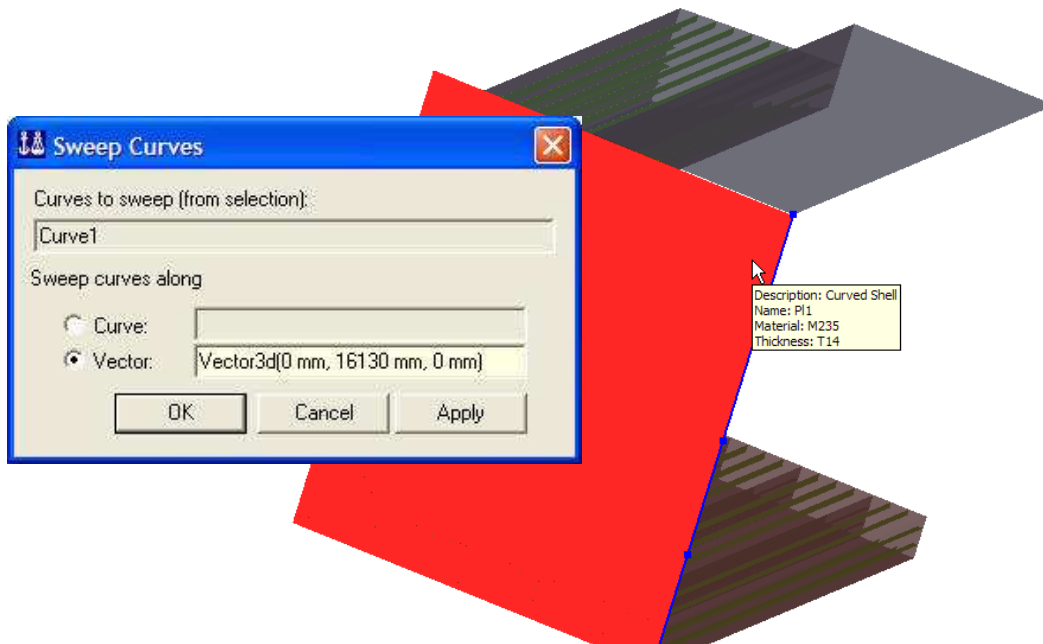 Sweep Curves
Curves to sweep (from selection):
Curve1
Sweep curves along
Curve:
Vector:
Vector3d(0 mm, 16130 mm, 0 mm)
OK
Cancel
Apply
Description: Curved Shell
Name: Pl1
Material: M235
Thickness: T14